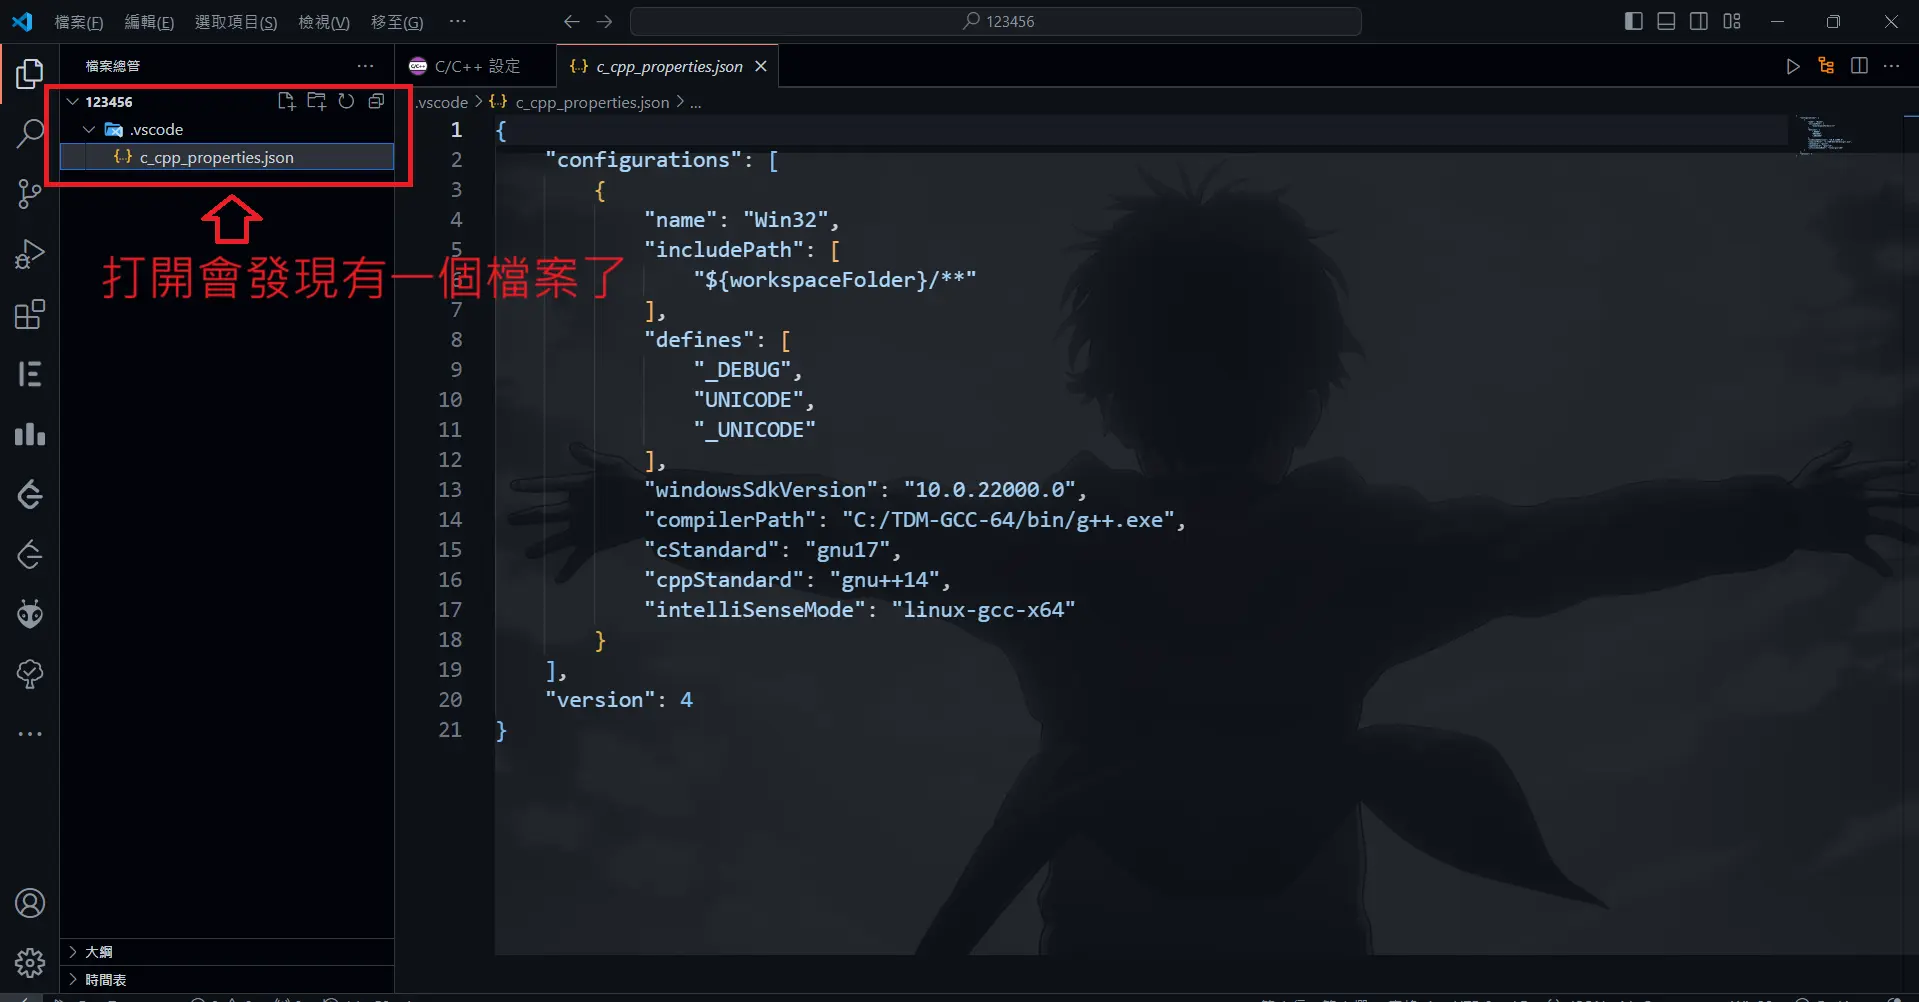 檔案(F) 編輯(E) 選取項目(S) 檢視(V) 移至(G) ··· 123456
檔案總管 ···
C/C++ 設定
{··} c_cpp_properties.json
123456
.vscode
{··} c_cpp_properties.json
打開會發現有一個檔案了
.vscode > {··} c_cpp_properties.json > ...
1 {
2 "configurations": [
3 {
4 "name": "Win32",
5 "includePath": [
"${workspaceFolder}/**"
7 ],
8 "defines": [
9 "_DEBUG",
10 "UNICODE",
11 "_UNICODE"
12 ],
13 "windowsSdkVersion": "10.0.22000.0",
14 "compilerPath": "C:/TDM-GCC-64/bin/g++.exe",
15 "cStandard": "gnu17",
16 "cppStandard": "gnu++14",
17 "intelliSenseMode": "linux-gcc-x64"
18 }
19 ],
20 "version": 4
21 }
大綱
時間表